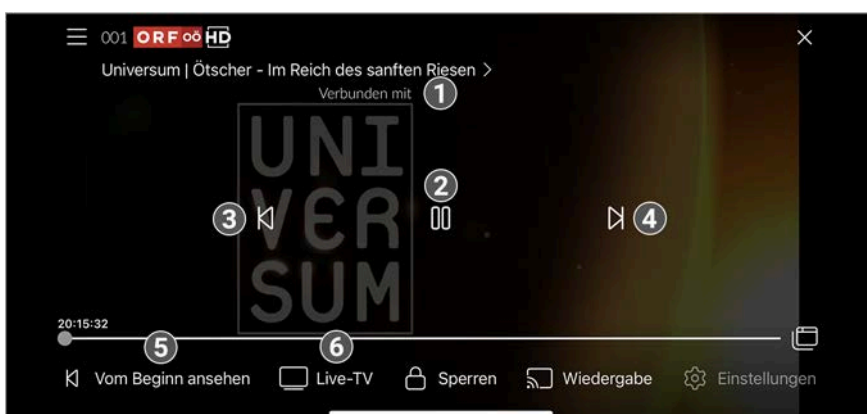 001 ORF oö HD
Universum | Ötscher - Im Reich des sanften Riesen >
Verbunden mit 1
UNI
VER
SUM
2
3
4
20:15:32
5 6
Vom Beginn ansehen Live-TV Sperren Wiedergabe Einstellungen